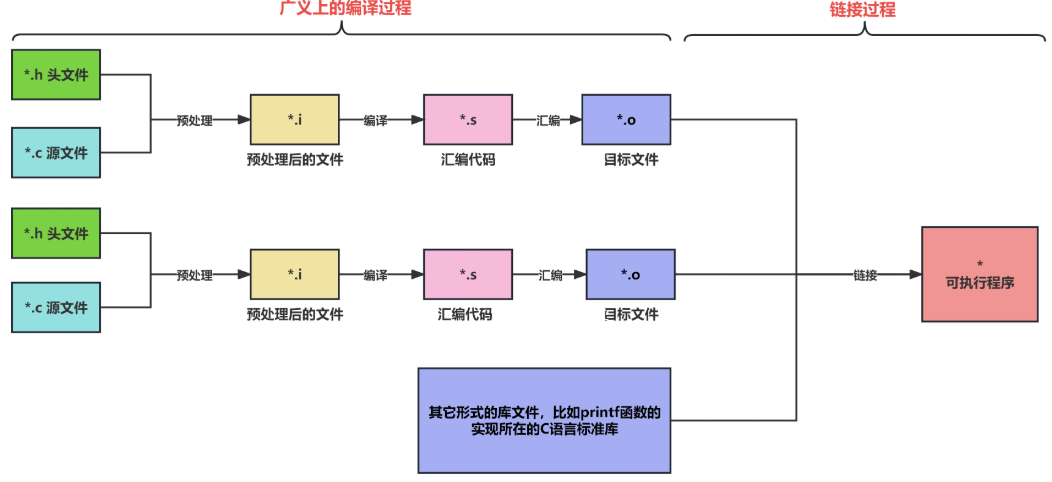 广义上的编译过程
链接过程
*.h 头文件
*.c 源文件
预处理
*.i
预处理后的文件
编译
*.s
汇编代码
汇编
*.o
目标文件
*.h 头文件
*.c 源文件
预处理
*.i
预处理后的文件
编译
*.s
汇编代码
汇编
*.o
目标文件
链接
*
可执行程序
其它形式的库文件，比如printf函数的
实现所在的C语言标准库